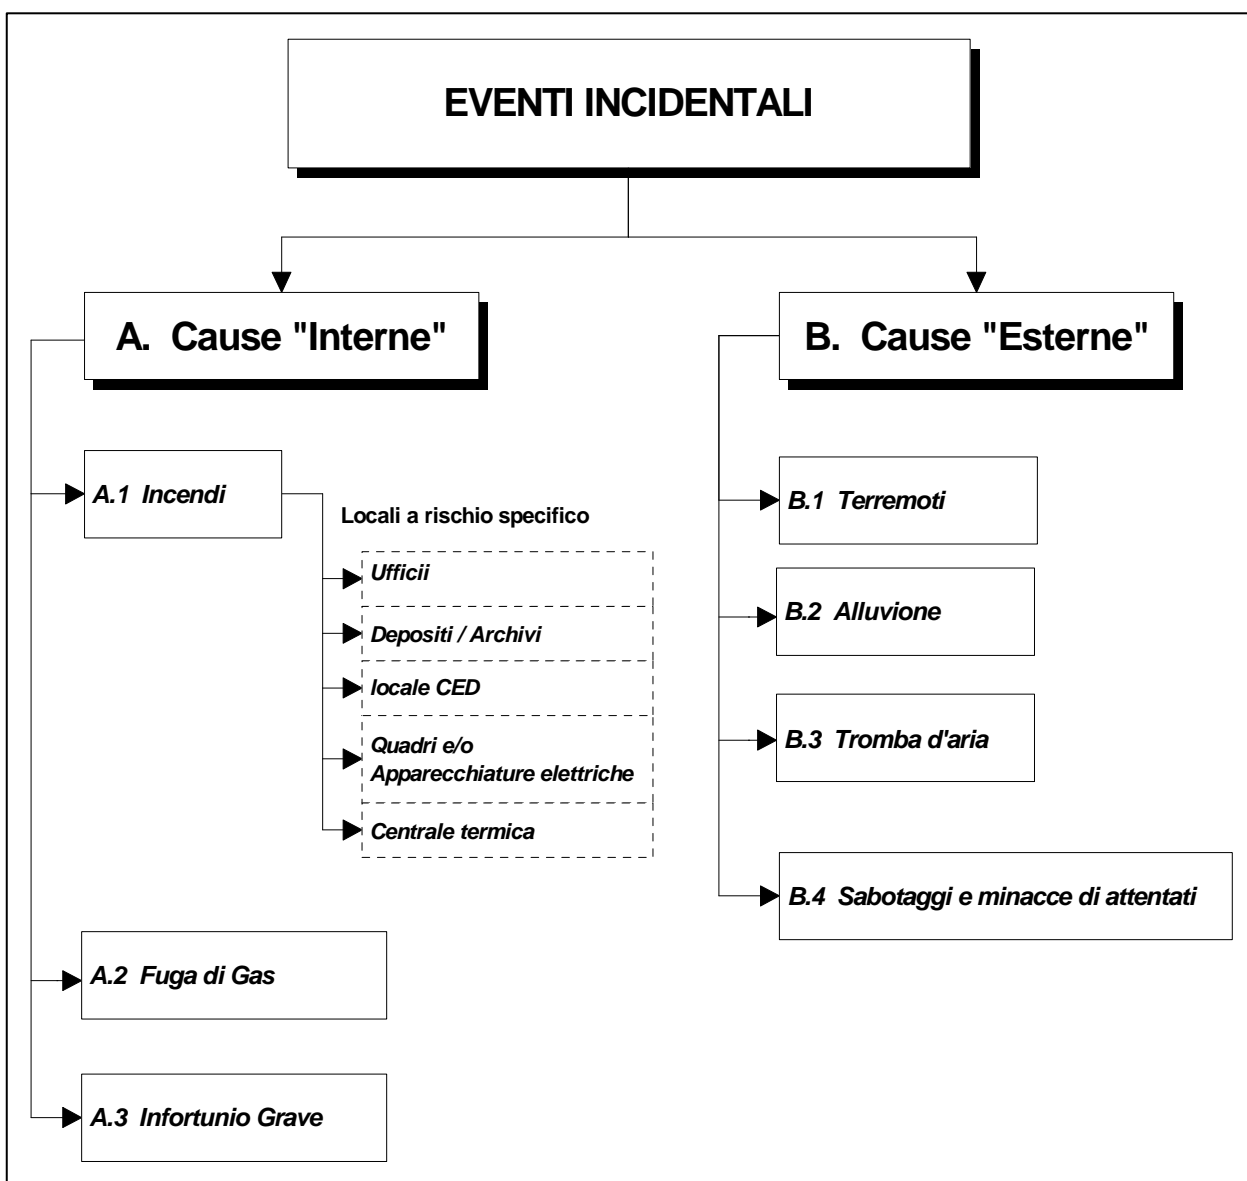 EVENTI INCIDENTALI
A. Cause "Interne"
B. Cause "Esterne"
A.1 Incendi
Locali a rischio specifico
Ufficii
Depositi / Archivi
locale CED
Quadri e/o
Apparecchiature elettriche
Centrale termica
A.2 Fuga di Gas
A.3 Infortunio Grave
B.1 Terremoti
B.2 Alluvione
B.3 Tromba d'aria
B.4 Sabotaggi e minacce di attentati